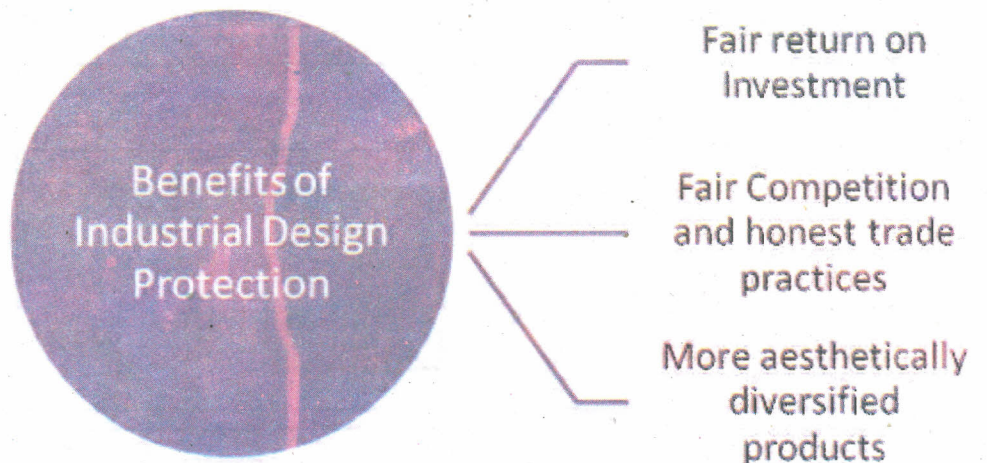 Benefits of
Industrial Design
Protection
Fair return on
Investment
Fair Competition
and honest trade
practices
More aesthetically
diversified
products